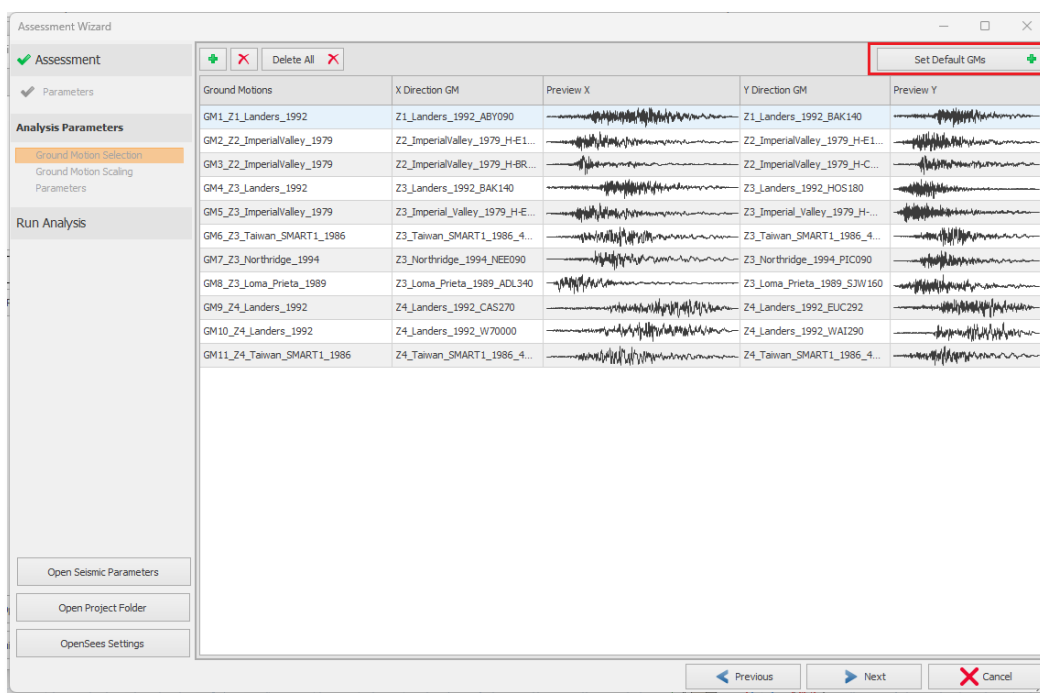 Assessment Wizard
Assessment
Parameters
Analysis Parameters
Ground Motion Selection
Ground Motion Scaling
Parameters
Run Analysis
Open Seismic Parameters
Open Project Folder
OpenSees Settings
Delete All
Set Default GMs
Ground Motions X Direction GM Preview X Y Direction GM Preview Y
GM1_Z1_Landers_1992 Z1_Landers_1992_ABY090 Z1_Landers_1992_BAK140
GM2_Z2_ImperialValley_1979 Z2_ImperialValley_1979_H-E1... Z2_ImperialValley_1979_H-E1...
GM3_Z2_ImperialValley_1979 Z2_ImperialValley_1979_H-BR... Z2_ImperialValley_1979_H-C...
GM4_Z3_Landers_1992 Z3_Landers_1992_BAK140 Z3_Landers_1992_HOS180
GM5_Z3_ImperialValley_1979 Z3_Imperial_Valley_1979_H-E... Z3_Imperial_Valley_1979_H-...
GM6_Z3_Taiwan_SMART1_1986 Z3_Taiwan_SMART1_1986_4... Z3_Taiwan_SMART1_1986_4...
GM7_Z3_Northridge_1994 Z3_Northridge_1994_NEE090 Z3_Northridge_1994_PIC090
GM8_Z3_Loma_Prieta_1989 Z3_Loma_Prieta_1989_ADL340 Z3_Loma_Prieta_1989_SJW160
GM9_Z4_Landers_1992 Z4_Landers_1992_CAS270 Z4_Landers_1992_EUC292
GM10_Z4_Landers_1992 Z4_Landers_1992_W70000 Z4_Landers_1992_WAI290
GM11_Z4_Taiwan_SMART1_1986 Z4_Taiwan_SMART1_1986_4... Z4_Taiwan_SMART1_1986_4...
Previous Next Cancel